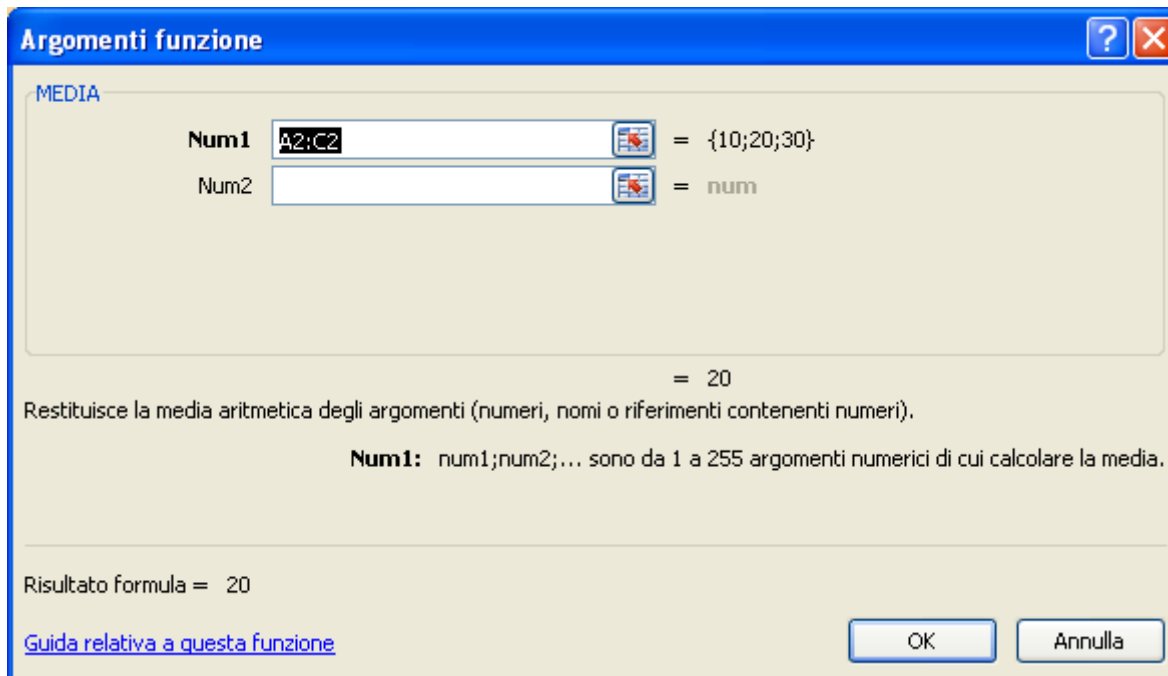 Argomenti funzione
MEDIA
Num1 A2:C2 = {10;20;30}
Num2 = num
= 20
Restituisce la media aritmetica degli argomenti (numeri, nomi o riferimenti contenenti numeri).
Num1: num1;num2;... sono da 1 a 255 argomenti numerici di cui calcolare la media.
Risultato formula = 20
Guida relativa a questa funzione
OK Annulla